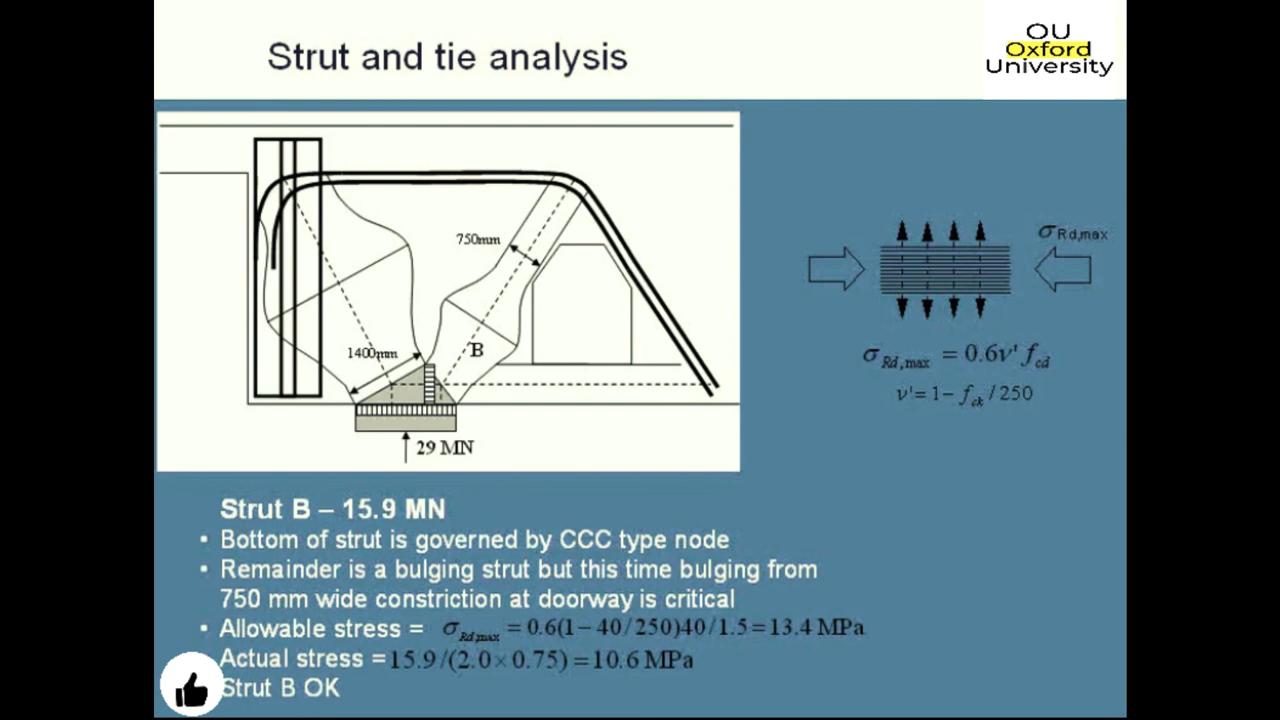 Strut and tie analysis
OU
Oxford
University
750mm
1400mm
B
29 MN
σRd,max
σRd,max = 0.6ν' fcd
ν'= 1− fck / 250
Strut B – 15.9 MN
• Bottom of strut is governed by CCC type node
• Remainder is a bulging strut but this time bulging from
750 mm wide constriction at doorway is critical
• Allowable stress = σRd,max = 0.6(1− 40/250)40/1.5 = 13.4 MPa
Actual stress = 15.9/(2.0×0.75) = 10.6 MPa
Strut B OK